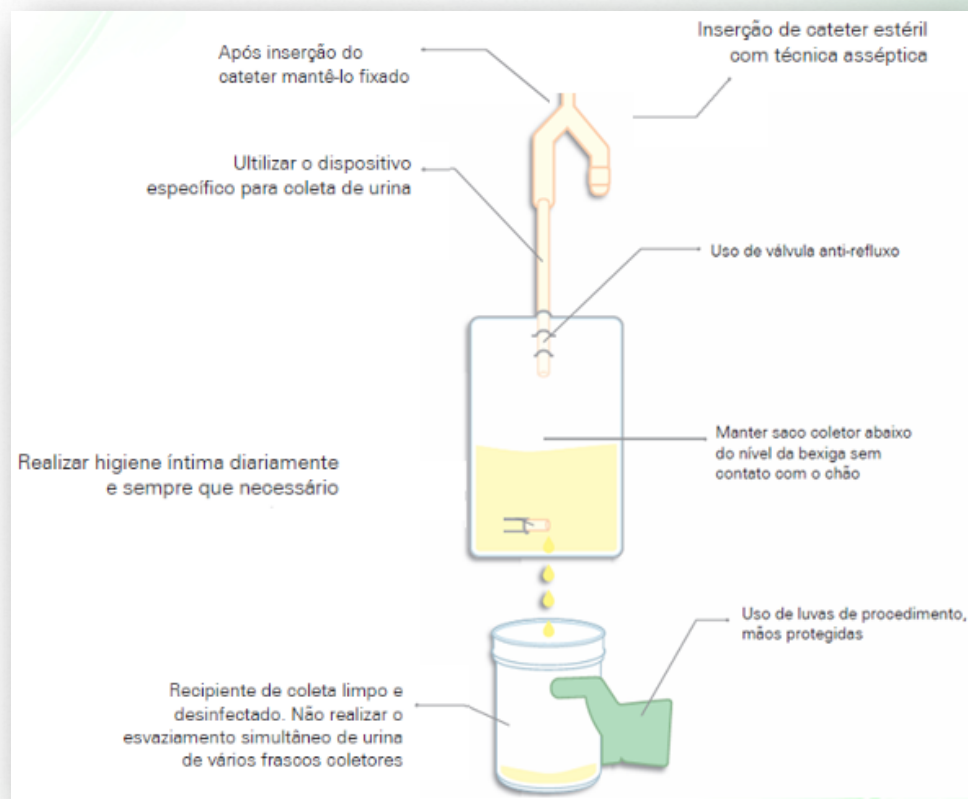 Após inserção do
cateter mantê-lo fixado
Inserção de cateter estéril
com técnica asséptica
Ultilizar o dispositivo
específico para coleta de urina
Uso de válvula anti-refluxo
Manter saco coletor abaixo
do nível da bexiga sem
contato com o chão
Realizar higiene íntima diariamente
e sempre que necessário
Uso de luvas de procedimento,
mãos protegidas
Recipiente de coleta limpo e
desinfectado. Não realizar o
esvaziamento simultâneo de urina
de vários frascos coletores